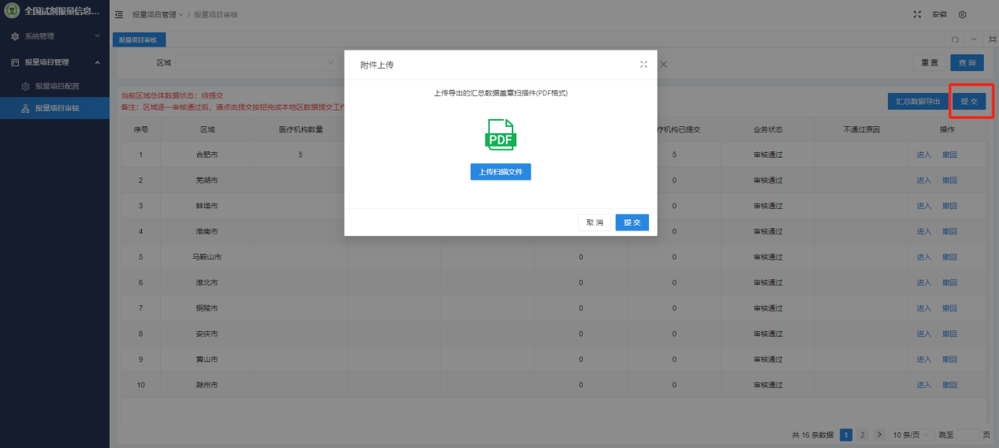 全国试剂报量信息...
报量项目管理 / 报量项目审核
安徽
系统管理
报量项目管理
报量项目配置
报量项目审核
报量项目审核
区域
重置
查询
当前区域总体数据状态：待提交
备注：区域逐一审核通过后，请点击提交按钮完成本地区数据提交工作
汇总数据导出
提交
附件上传
上传导出的汇总数据盖章扫描件(PDF格式)
PDF
上传扫描文件
取消
提交
序号 区域 医疗机构数量 疗机构已提交 业务状态 不通过原因 操作
1 合肥市 5 5 审核通过 进入 撤回
2 芜湖市 0 审核通过 进入 撤回
3 蚌埠市 0 审核通过 进入 撤回
4 淮南市 0 审核通过 进入 撤回
5 马鞍山市 0 0 审核通过 进入 撤回
6 淮北市 0 0 审核通过 进入 撤回
7 铜陵市 0 0 审核通过 进入 撤回
8 安庆市 0 0 审核通过 进入 撤回
9 黄山市 0 0 审核通过 进入 撤回
10 滁州市 0 0 审核通过 进入 撤回
共 16 条数据 1 2 > 10 条/页 跳至 页